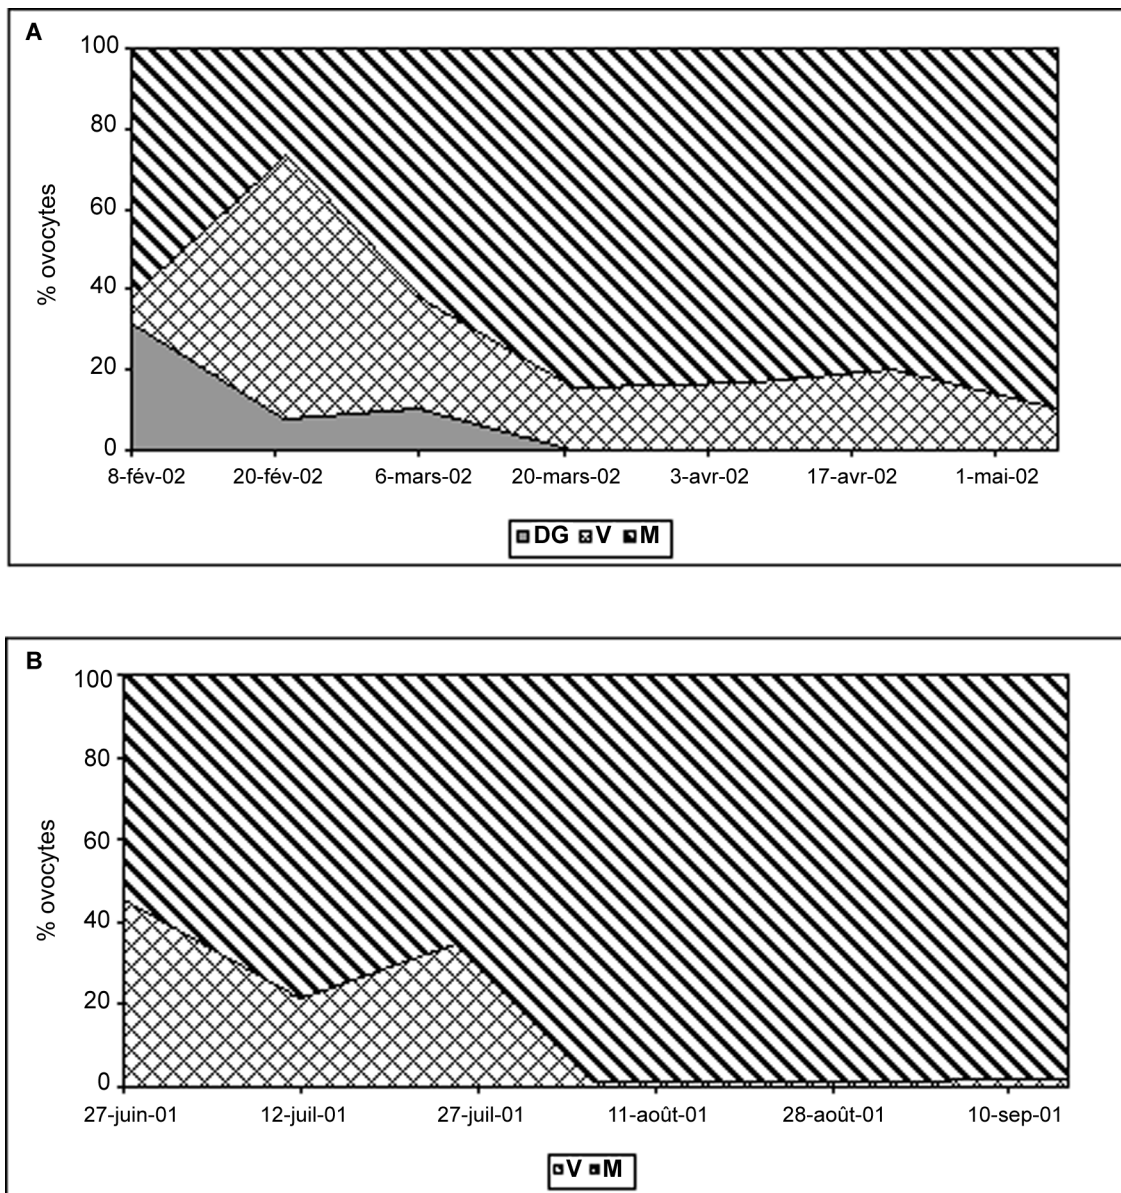 A
100
80
60
40
20
0
% ovocytes
8-fév-02 20-fév-02 6-mars-02 20-mars-02 3-avr-02 17-avr-02 1-mai-02
DG V M
B
100
80
60
40
20
0
% ovocytes
27-juin-01 12-juil-01 27-juil-01 11-août-01 28-août-01 10-sep-01
V M